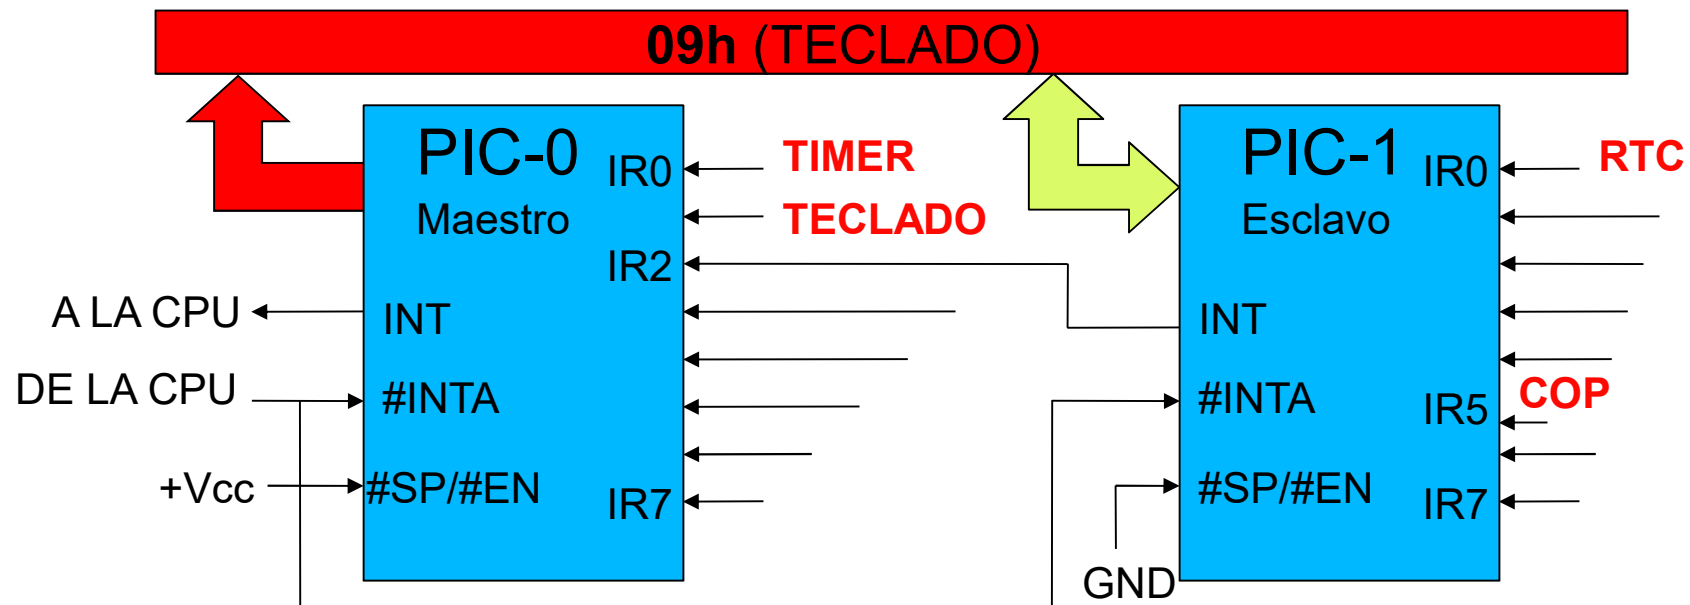 09h (TECLADO)
PIC-0
Maestro
IR0
TIMER
TECLADO
IR2
A LA CPU
INT
DE LA CPU
#INTA
+Vcc
#SP/#EN
IR7
PIC-1
Esclavo
IR0
RTC
INT
#INTA
COP
IR5
#SP/#EN
IR7
GND